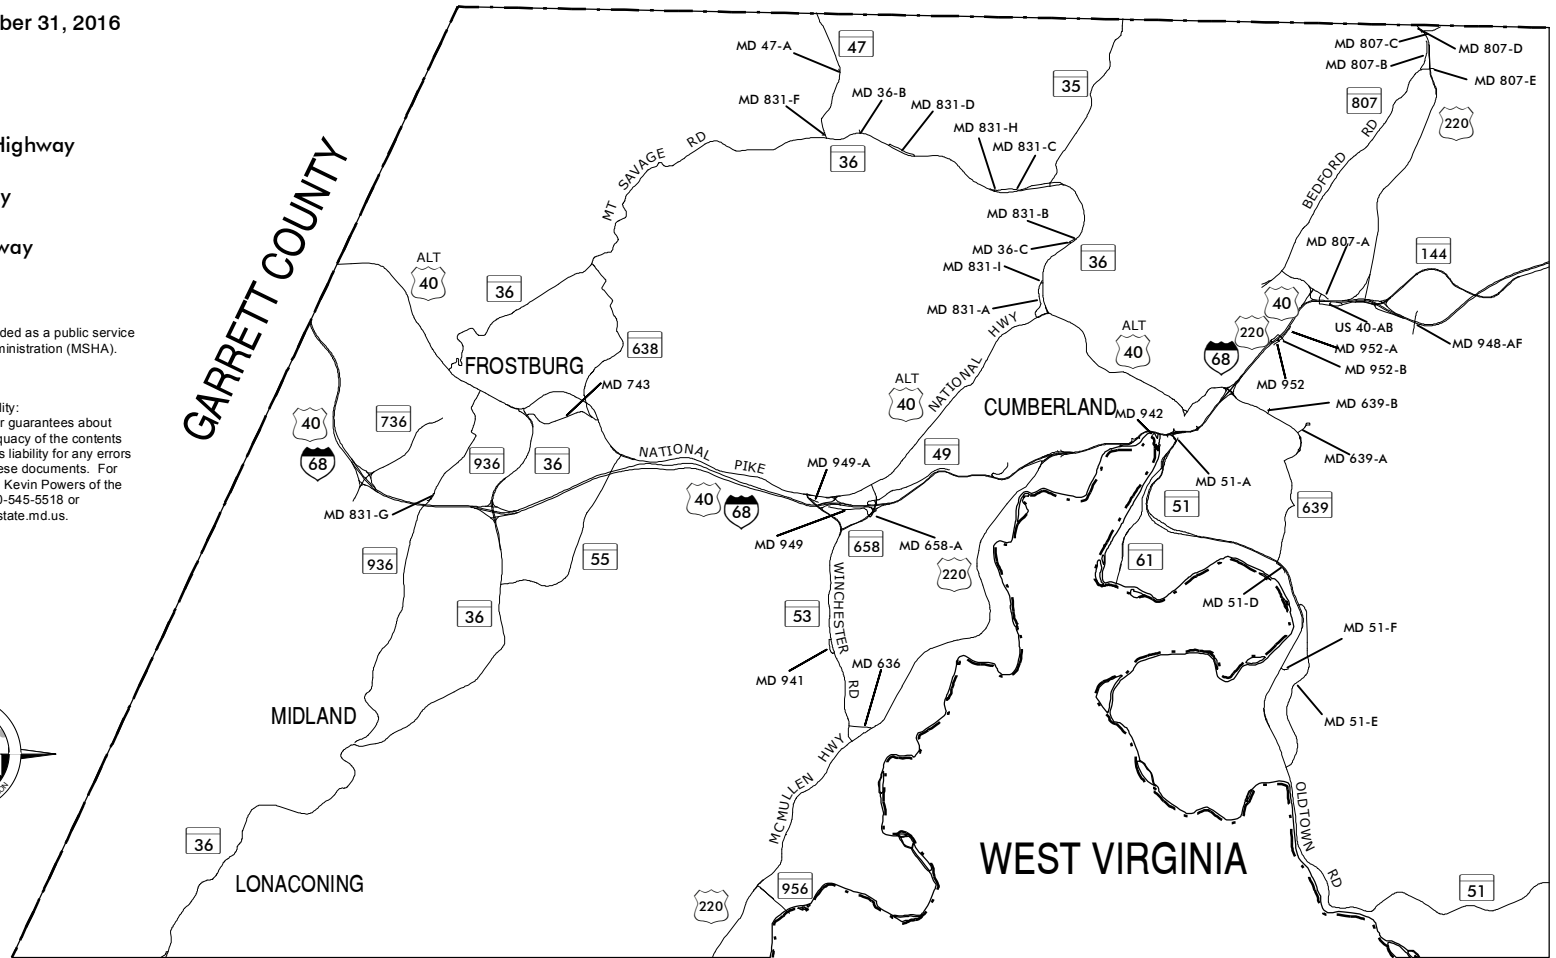 ber 31, 2016
Highway
y
way
ded as a public service
ministration (MSHA).
lity:
r guarantees about
quacy of the contents
s liability for any errors
ese documents.  For
Kevin Powers of the
0-545-5518 or
state.md.us.
GARRETT COUNTY
MD 47-A
47
MD 831-F
MD 36-B
MD 831-D
36
MD 831-H
MD 831-C
35
MD 807-C
MD 807-D
MD 807-B
MD 807-E
807
220
BEDFORD RD
MT SAVAGE RD
MD 831-B
MD 36-C
MD 831-I
MD 831-A
36
MD 807-A
144
ALT
40
36
638
FROSTBURG
MD 743
NATIONAL HWY
ALT
40
ALT
40
40
220
68
US 40-AB
MD 952-A
MD 952-B
MD 952
MD 948-AF
CUMBERLAND
MD 942
MD 639-B
MD 639-A
40
68
736
936
36
NATIONAL PIKE
MD 949-A
49
MD 51-A
51
639
MD 831-G
40
68
MD 949
658
MD 658-A
936
55
36
220
61
53
WINCHESTER RD
MD 51-D
MD 51-F
MD 941
MD 636
MD 51-E
MIDLAND
MCMULLEN HWY
OLDTOWN RD
36
LONACONING
WEST VIRGINIA
220
956
51